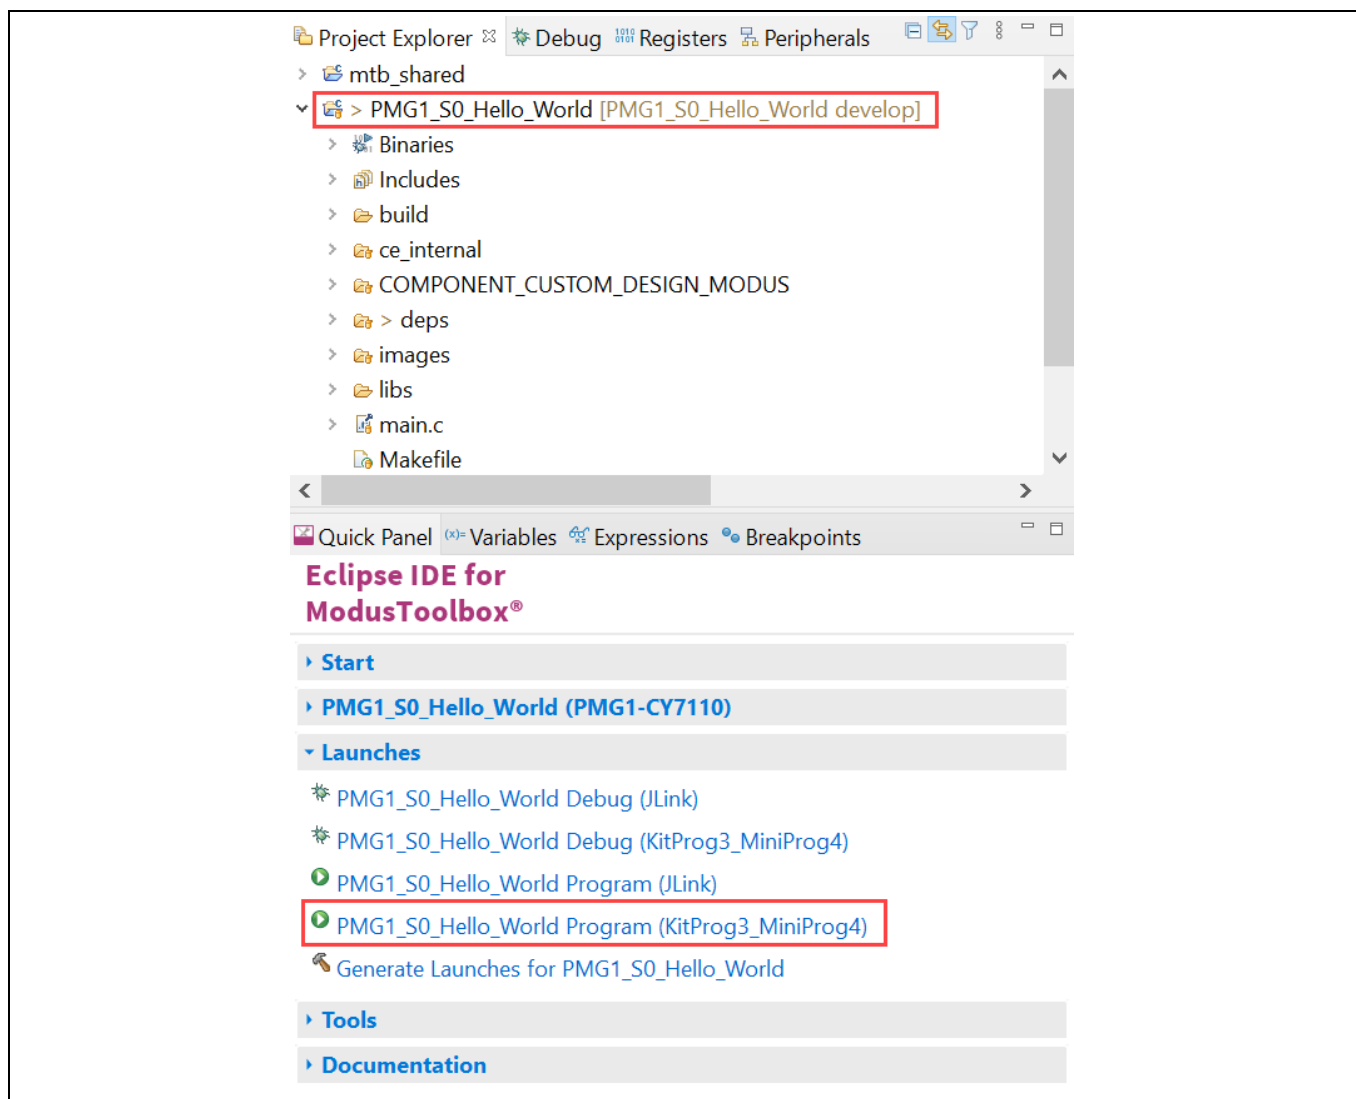 Project Explorer Debug Registers Peripherals
mtb_shared
> PMG1_S0_Hello_World [PMG1_S0_Hello_World develop]
Binaries
Includes
build
ce_internal
COMPONENT_CUSTOM_DESIGN_MODUS
> deps
images
libs
main.c
Makefile
Quick Panel (x)= Variables Expressions Breakpoints
Eclipse IDE for
ModusToolbox®
Start
PMG1_S0_Hello_World (PMG1-CY7110)
Launches
PMG1_S0_Hello_World Debug (JLink)
PMG1_S0_Hello_World Debug (KitProg3_MiniProg4)
PMG1_S0_Hello_World Program (JLink)
PMG1_S0_Hello_World Program (KitProg3_MiniProg4)
Generate Launches for PMG1_S0_Hello_World
Tools
Documentation